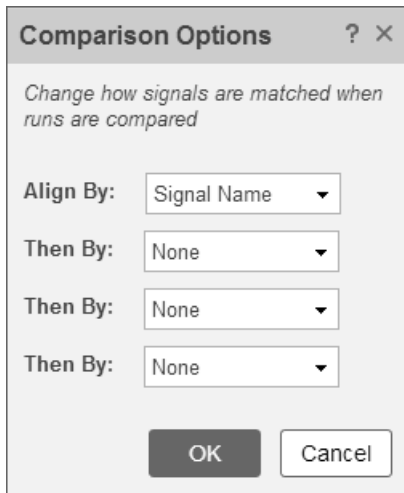 Comparison Options ? ×
Change how signals are matched when
runs are compared
Align By: Signal Name
Then By: None
Then By: None
Then By: None
OK Cancel